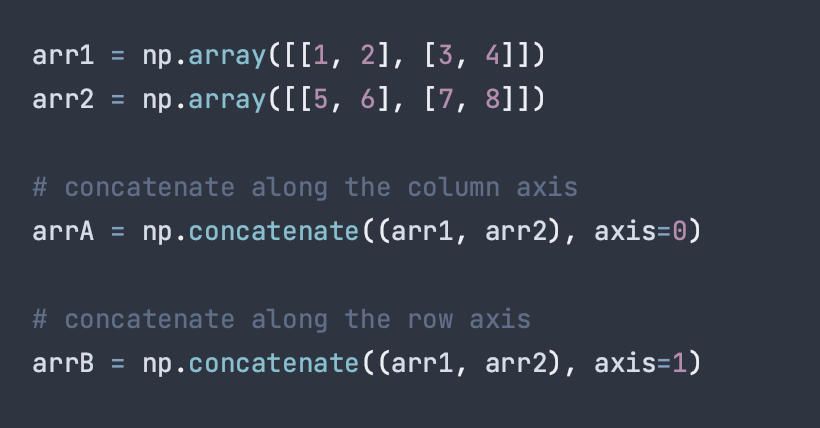 arr1 = np.array([[1, 2], [3, 4]])
arr2 = np.array([[5, 6], [7, 8]])
# concatenate along the column axis
arrA = np.concatenate((arr1, arr2), axis=0)
# concatenate along the row axis
arrB = np.concatenate((arr1, arr2), axis=1)